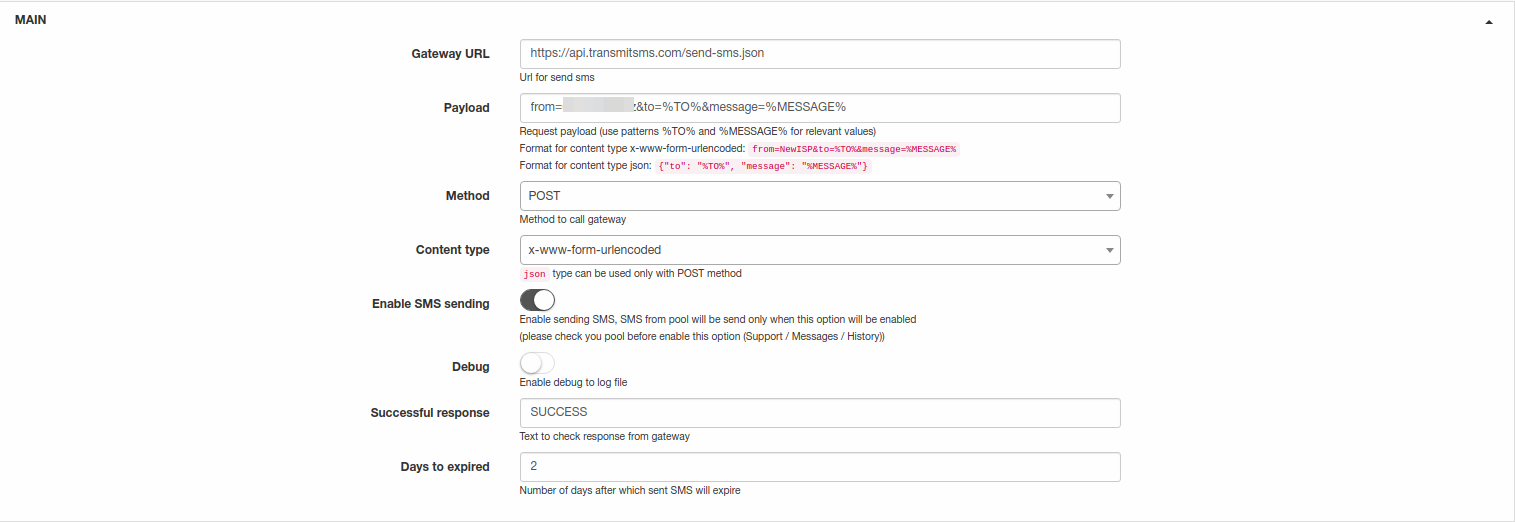 MAIN
Gateway URL
https://api.transmitsms.com/send-sms.json
Url for send sms
Payload
from= &to=%TO%&message=%MESSAGE%
Request payload (use patterns %TO% and %MESSAGE% for relevant values)
Format for content type x-www-form-urlencoded: from=NewISP&to=%TO%&message=%MESSAGE%
Format for content type json: {"to": "%TO%", "message": "%MESSAGE%"}
Method
POST
Method to call gateway
Content type
x-www-form-urlencoded
json type can be used only with POST method
Enable SMS sending
Enable sending SMS, SMS from pool will be send only when this option will be enabled
(please check you pool before enable this option (Support / Messages / History))
Debug
Enable debug to log file
Successful response
SUCCESS
Text to check response from gateway
Days to expired
2
Number of days after which sent SMS will expire